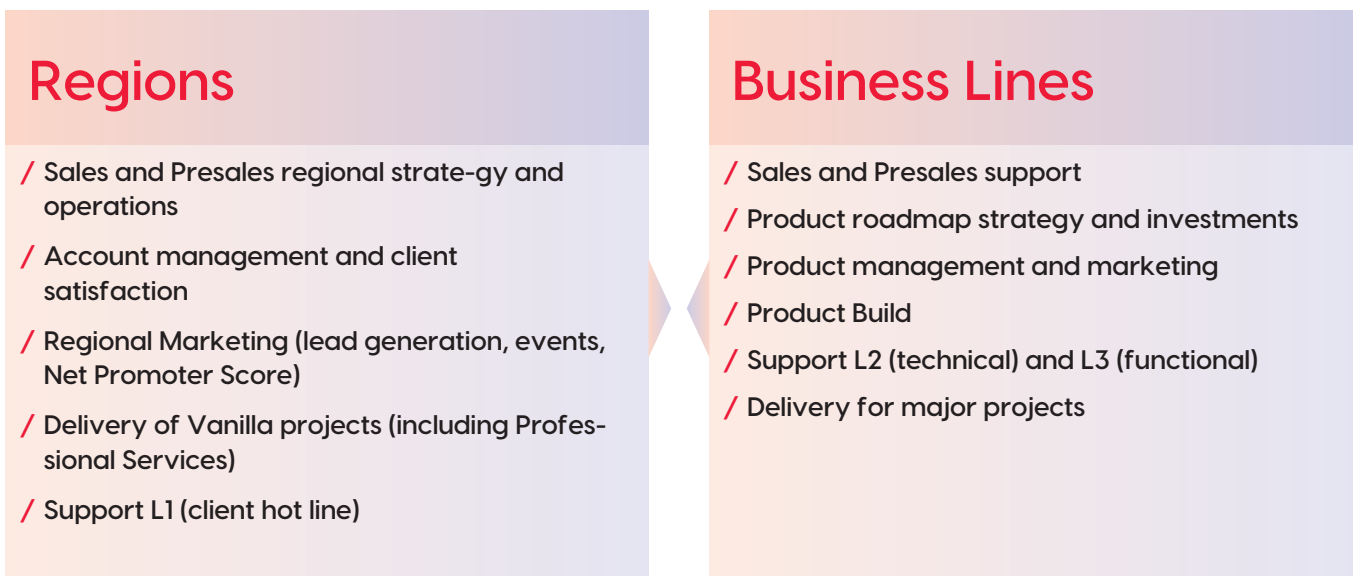 Regions
/ Sales and Presales regional strate-gy and
operations
/ Account management and client
satisfaction
/ Regional Marketing (lead generation, events,
Net Promoter Score)
/ Delivery of Vanilla projects (including Profes-
sional Services)
/ Support L1 (client hot line)
Business Lines
/ Sales and Presales support
/ Product roadmap strategy and investments
/ Product management and marketing
/ Product Build
/ Support L2 (technical) and L3 (functional)
/ Delivery for major projects